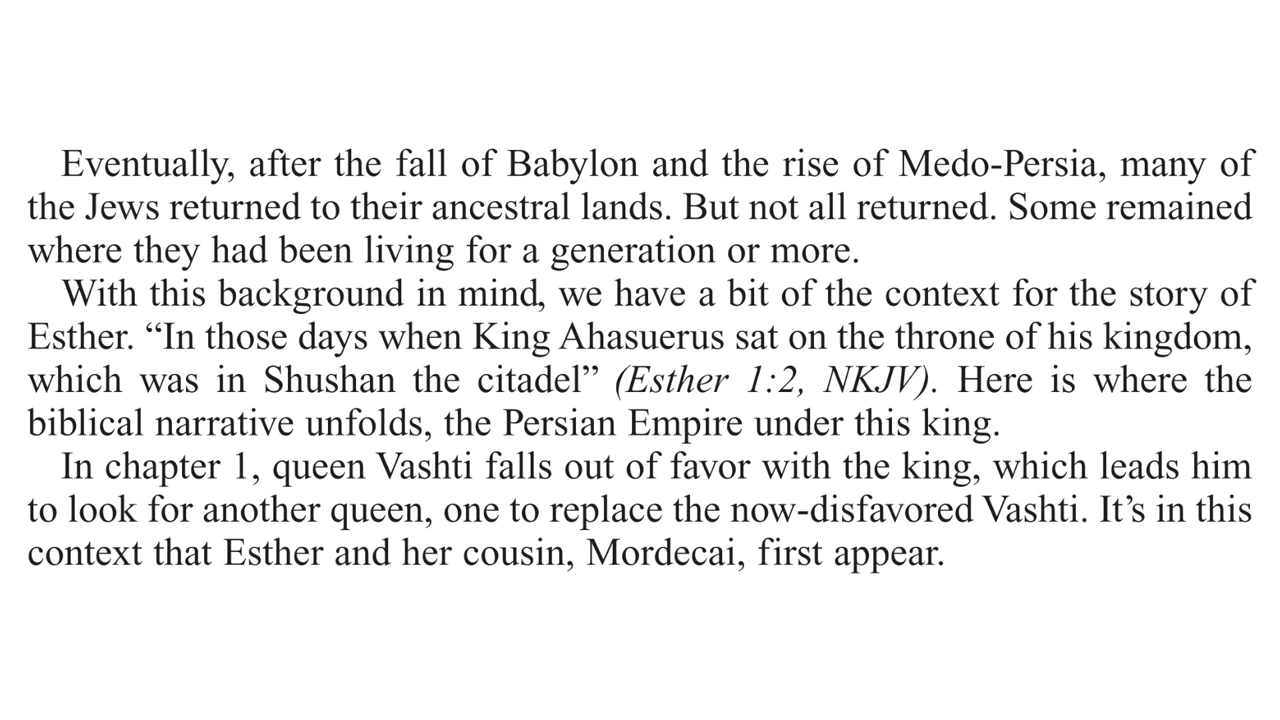 Eventually, after the fall of Babylon and the rise of Medo-Persia, many of
the Jews returned to their ancestral lands. But not all returned. Some remained
where they had been living for a generation or more.
With this background in mind, we have a bit of the context for the story of
Esther. “In those days when King Ahasuerus sat on the throne of his kingdom,
which was in Shushan the citadel” (Esther 1:2, NKJV). Here is where the
biblical narrative unfolds, the Persian Empire under this king.
In chapter 1, queen Vashti falls out of favor with the king, which leads him
to look for another queen, one to replace the now-disfavored Vashti. It’s in this
context that Esther and her cousin, Mordecai, first appear.